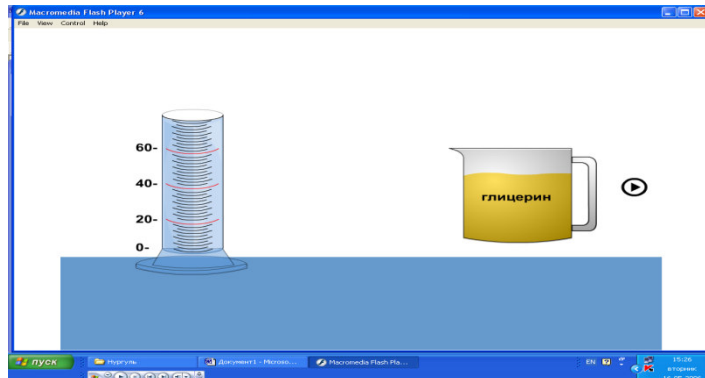 Macromedia Flash Player 6
File View Control Help
60-
40-
20-
0-
глицерин
пуск
Нургуль
Документ1 - Microso...
Macromedia Flash Pla...
EN
15:26
вторник